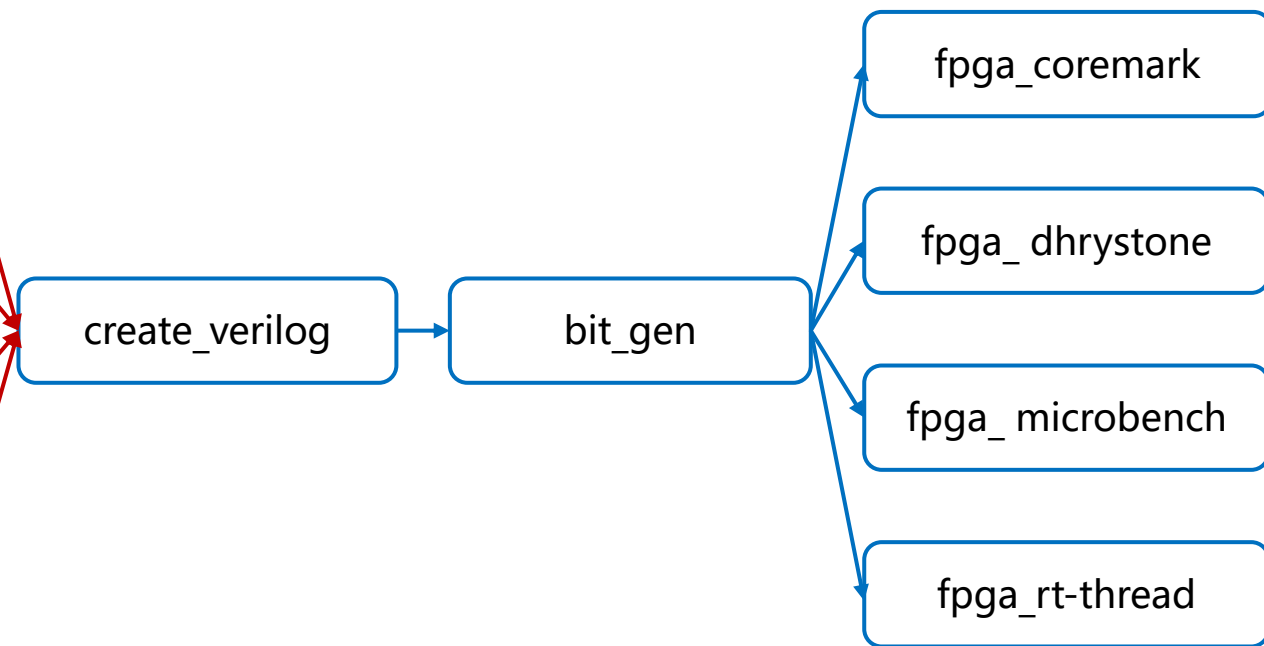 fpga_coremark
fpga_ dhrystone
create_verilog
bit_gen
fpga_ microbench
fpga_rt-thread